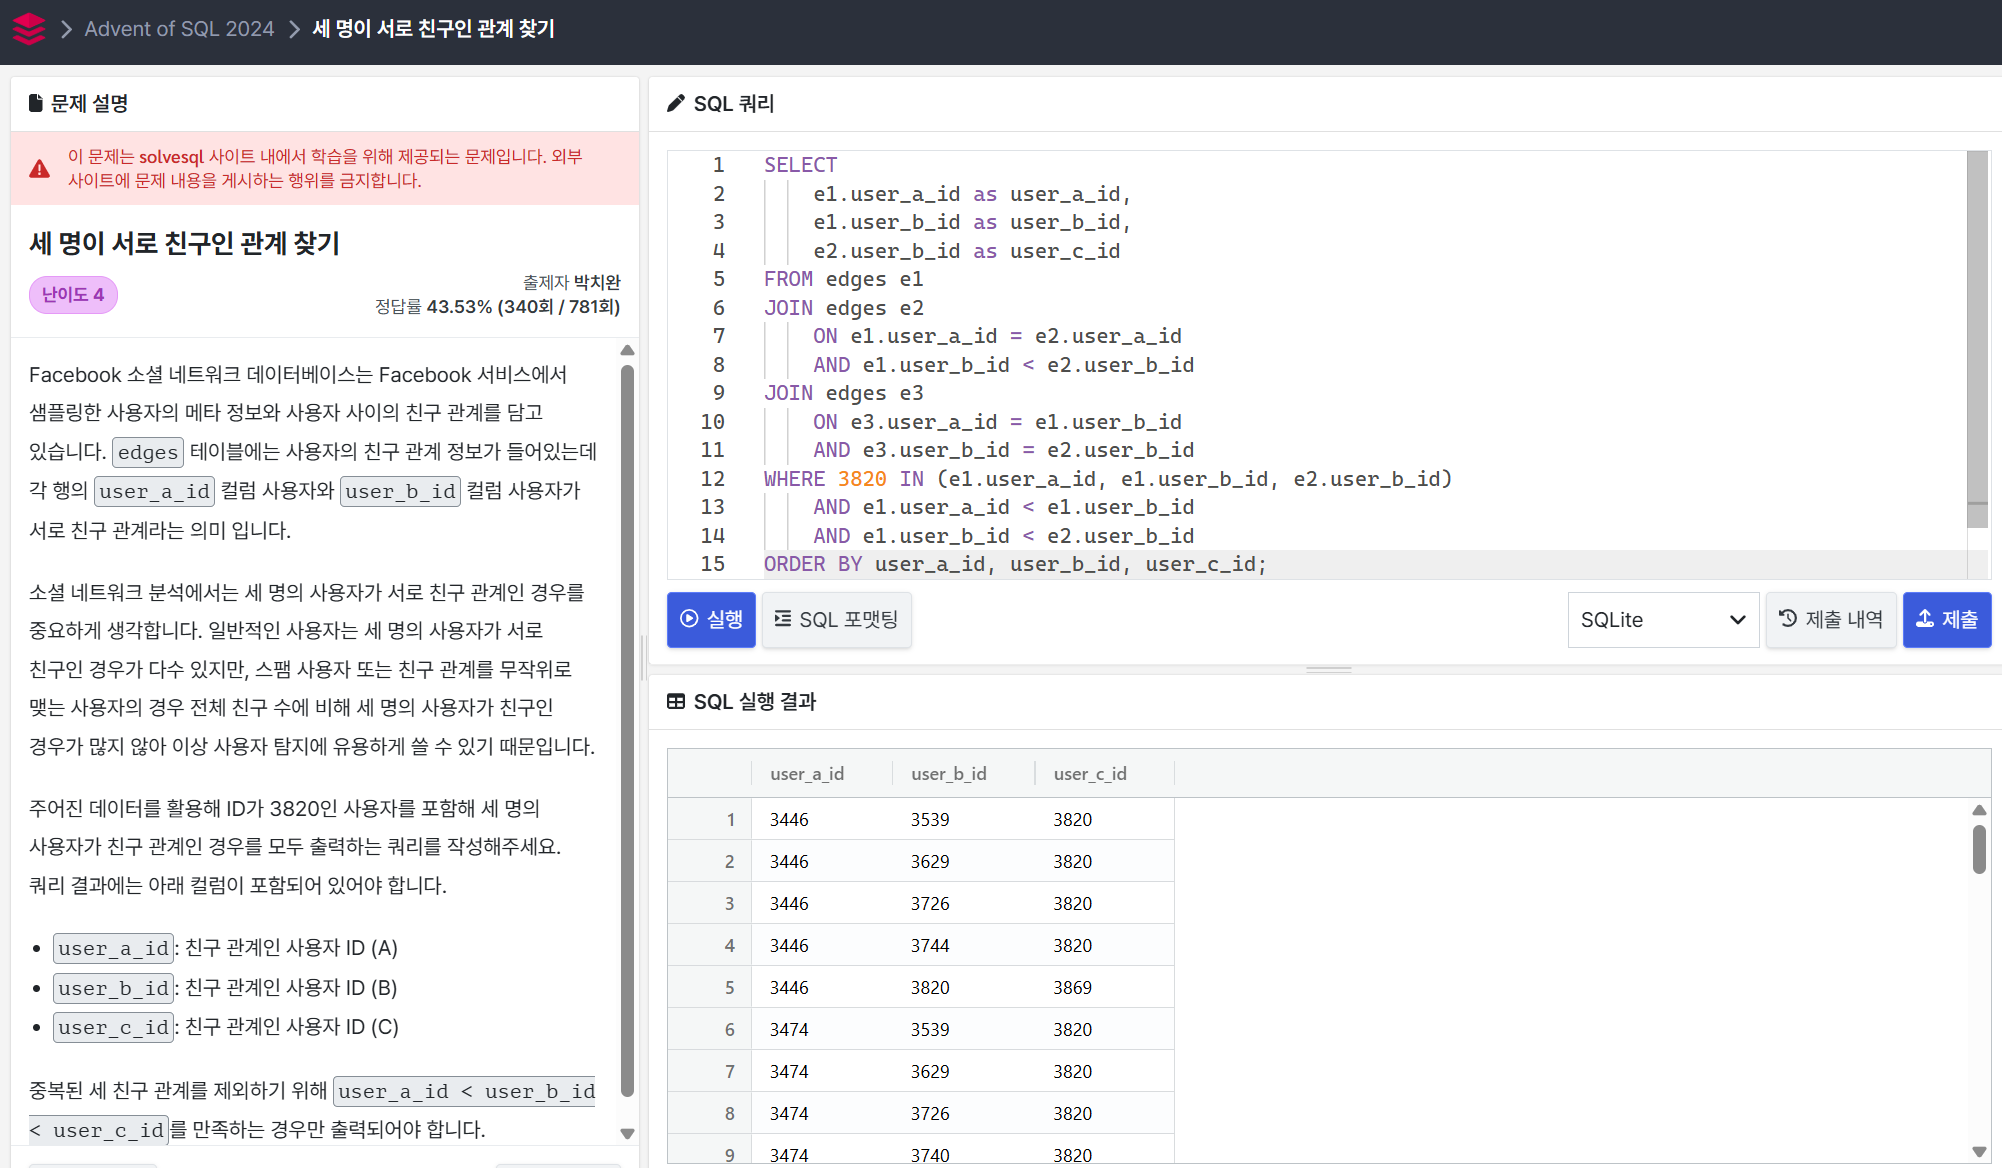 Advent of SQL 2024 세 명이 서로 친구인 관계 찾기
문제 설명
이 문제는 solvesql 사이트 내에서 학습을 위해 제공되는 문제입니다. 외부
사이트에 문제 내용을 게시하는 행위를 금지합니다.
세 명이 서로 친구인 관계 찾기
난이도 4
출제자 박치완
정답률 43.53% (340회 / 781회)
Facebook 소셜 네트워크 데이터베이스는 Facebook 서비스에서
샘플링한 사용자의 메타 정보와 사용자 사이의 친구 관계를 담고
있습니다. edges 테이블에는 사용자의 친구 관계 정보가 들어있는데
각 행의 user_a_id 컬럼 사용자와 user_b_id 컬럼 사용자가
서로 친구 관계라는 의미 입니다.
소셜 네트워크 분석에서는 세 명의 사용자가 서로 친구 관계인 경우를
중요하게 생각합니다. 일반적인 사용자는 세 명의 사용자가 서로
친구인 경우가 다수 있지만, 스팸 사용자 또는 친구 관계를 무작위로
맺는 사용자의 경우 전체 친구 수에 비해 세 명의 사용자가 친구인
경우가 많지 않아 이상 사용자 탐지에 유용하게 쓸 수 있기 때문입니다.
주어진 데이터를 활용해 ID가 3820인 사용자를 포함해 세 명의
사용자가 친구 관계인 경우를 모두 출력하는 쿼리를 작성해주세요.
쿼리 결과에는 아래 컬럼이 포함되어 있어야 합니다.
• user_a_id: 친구 관계인 사용자 ID (A)
• user_b_id: 친구 관계인 사용자 ID (B)
• user_c_id: 친구 관계인 사용자 ID (C)
중복된 세 친구 관계를 제외하기 위해 user_a_id < user_b_id
< user_c_id를 만족하는 경우만 출력되어야 합니다.
SQL 쿼리
1 SELECT
2 e1.user_a_id as user_a_id,
3 e1.user_b_id as user_b_id,
4 e2.user_b_id as user_c_id
5 FROM edges e1
6 JOIN edges e2
7 ON e1.user_a_id = e2.user_a_id
8 AND e1.user_b_id < e2.user_b_id
9 JOIN edges e3
10 ON e3.user_a_id = e1.user_b_id
11 AND e3.user_b_id = e2.user_b_id
12 WHERE 3820 IN (e1.user_a_id, e1.user_b_id, e2.user_b_id)
13 AND e1.user_a_id < e1.user_b_id
14 AND e1.user_b_id < e2.user_b_id
15 ORDER BY user_a_id, user_b_id, user_c_id;
실행 SQL 포맷팅 SQLite 제출 내역 제출
SQL 실행 결과
user_a_id user_b_id user_c_id
1 3446 3539 3820
2 3446 3629 3820
3 3446 3726 3820
4 3446 3744 3820
5 3446 3820 3869
6 3474 3539 3820
7 3474 3629 3820
8 3474 3726 3820
9 3474 3740 3820